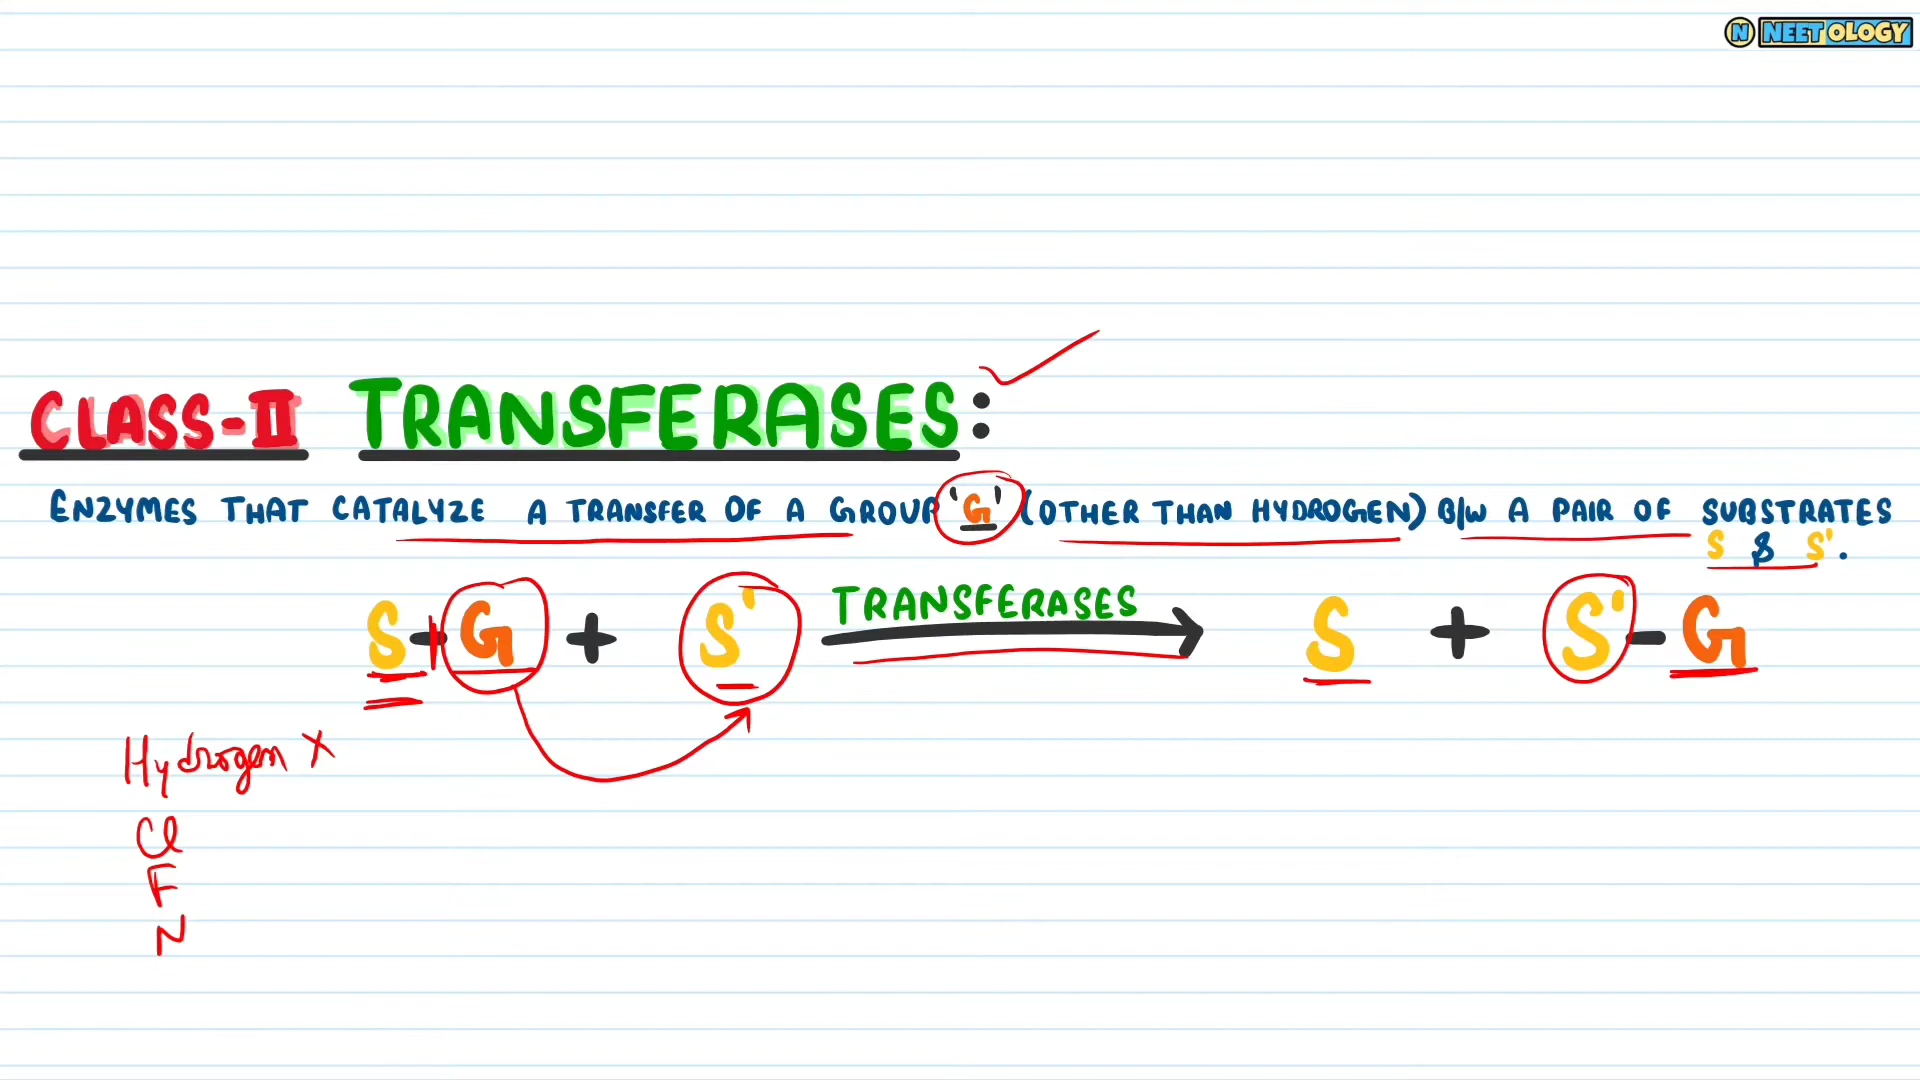 N NEETOLOGY
CLASS-II TRANSFERASES:
ENZYMES THAT CATALYZE A TRANSFER OF A GROUP 'G' (OTHER THAN HYDROGEN) B/W A PAIR OF SUBSTRATES
S & S'.
S-G + S' TRANSFERASES S + S'-G
Hydrogen X
Cl
F
N